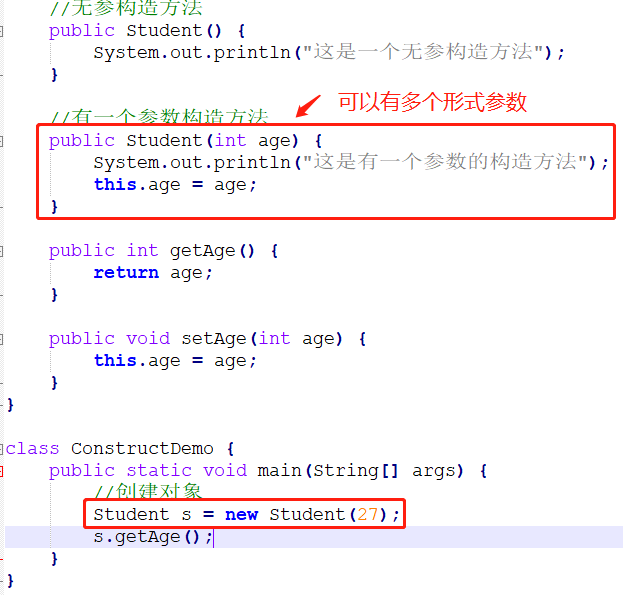 //无参构造方法
public Student() {
System.out.println("这是一个无参构造方法");
}
可以有多个形式参数
//有一个参数构造方法
public Student(int age) {
System.out.println("这是有一个参数的构造方法");
this.age = age;
}
public int getAge() {
return age;
}
public void setAge(int age) {
this.age = age;
}
}
class ConstructDemo {
public static void main(String[] args) {
//创建对象
Student s = new Student(27);
s.getAge();
}
}